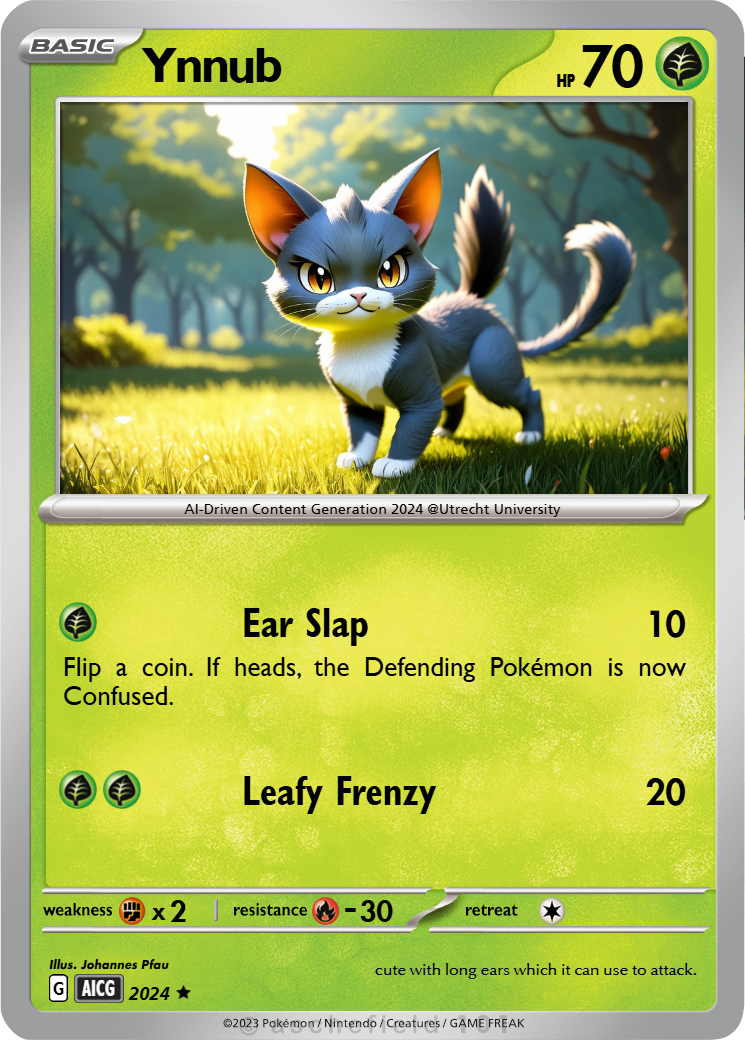 BASIC
Ynnub
HP 70
AI-Driven Content Generation 2024 @Utrecht University
Ear Slap 10
Flip a coin. If heads, the Defending Pokémon is now
Confused.
Leafy Frenzy 20
weakness x 2 | resistance -30 retreat
Illus. Johannes Pfau
cute with long ears which it can use to attack.
G AICG 2024 ★
©2023 Pokémon / Nintendo / Creatures / GAME FREAK